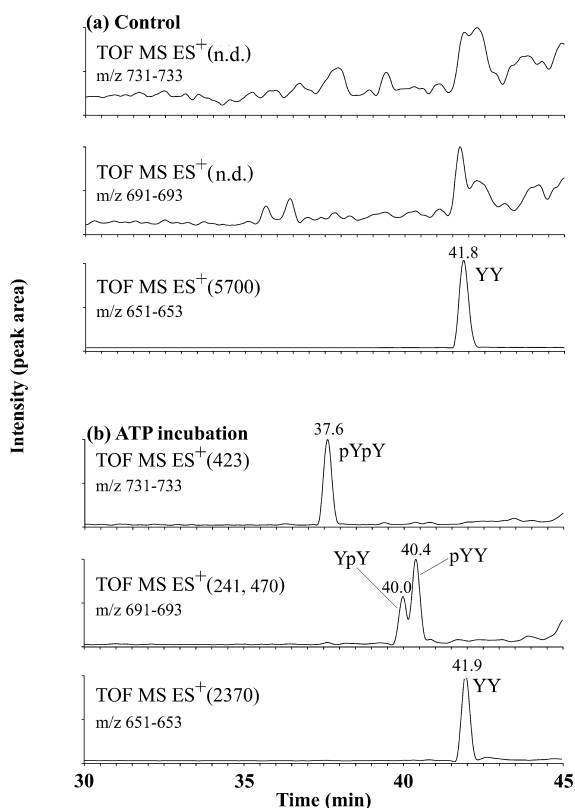 (a) Control
TOF MS ES+(n.d.)
m/z 731-733
TOF MS ES+(n.d.)
m/z 691-693
41.8
YY
TOF MS ES+(5700)
m/z 651-653
Intensity (peak area)
(b) ATP incubation
37.6
pYpY
TOF MS ES+(423)
m/z 731-733
YpY
40.4
pYY
40.0
TOF MS ES+(241, 470)
m/z 691-693
41.9
YY
TOF MS ES+(2370)
m/z 651-653
30 35 40 45
Time (min)